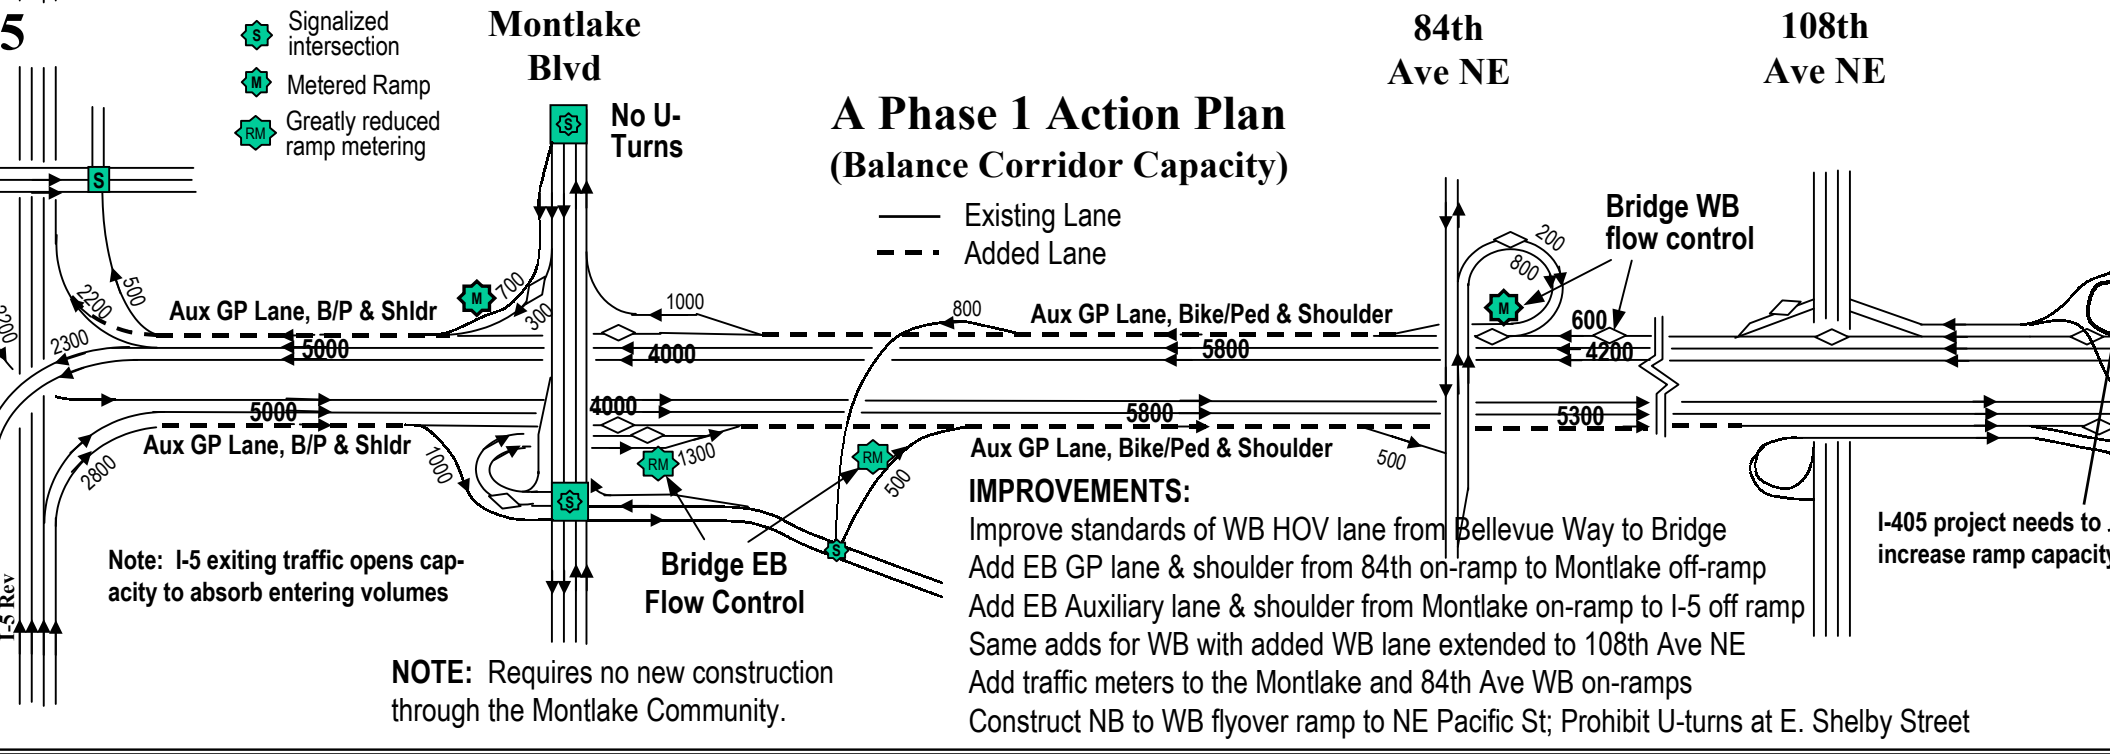 5
Signalized
intersection
Metered Ramp
Greatly reduced
ramp metering
S
M
RM
Montlake
Blvd
84th
Ave NE
108th
Ave NE
A Phase 1 Action Plan
(Balance Corridor Capacity)
Existing Lane
Added Lane
No U-
Turns
S
S
Bridge WB
flow control
200
800
M
600
4200
2200
500
2200
2300
Aux GP Lane, B/P & Shldr
M
700
300
1000
800
Aux GP Lane, Bike/Ped & Shoulder
5000
4000
5800
5000
4000
5800
5300
Aux GP Lane, B/P & Shldr
2800
1000
RM
1300
RM
500
Aux GP Lane, Bike/Ped & Shoulder
500
S
S
Bridge EB
Flow Control
Note: I-5 exiting traffic opens cap-
acity to absorb entering volumes
I-5 Rev
NOTE: Requires no new construction
through the Montlake Community.
IMPROVEMENTS:
Improve standards of WB HOV lane from Bellevue Way to Bridge
Add EB GP lane & shoulder from 84th on-ramp to Montlake off-ramp
Add EB Auxiliary lane & shoulder from Montlake on-ramp to I-5 off ramp
Same adds for WB with added WB lane extended to 108th Ave NE
Add traffic meters to the Montlake and 84th Ave WB on-ramps
Construct NB to WB flyover ramp to NE Pacific St; Prohibit U-turns at E. Shelby Street
I-405 project needs to
increase ramp capacity